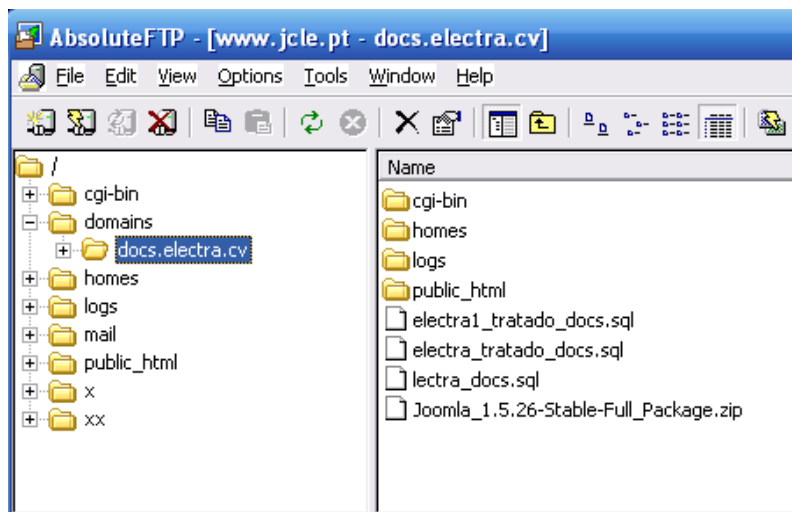 AbsoluteFTP - [www.jcle.pt - docs.electra.cv]
File Edit View Options Tools Window Help
/
cgi-bin
domains
docs.electra.cv
homes
logs
mail
public_html
x
xx
Name
cgi-bin
homes
logs
public_html
electra1_tratado_docs.sql
electra_tratado_docs.sql
lectra_docs.sql
Joomla_1.5.26-Stable-Full_Package.zip